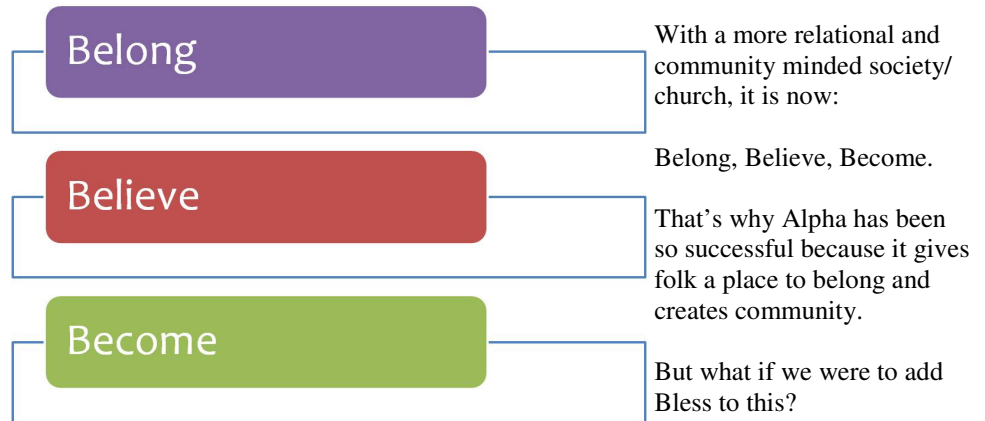 Belong
Believe
Become
With a more relational and
community minded society/
church, it is now:
Belong, Believe, Become.
That’s why Alpha has been
so successful because it gives
folk a place to belong and
creates community.
But what if we were to add
Bless to this?